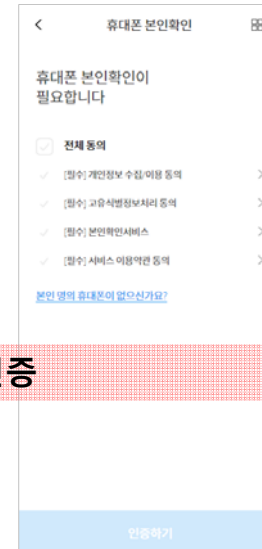 휴대폰 본인확인
휴대폰 본인확인이
필요합니다
전체 동의
[필수] 개인정보 수집/이용 동의
[필수] 고유식별정보처리 동의
[필수] 본인확인서비스
[필수] 서비스 이용약관 동의
본인 명의 휴대폰이 없으신가요?
증
인증하기